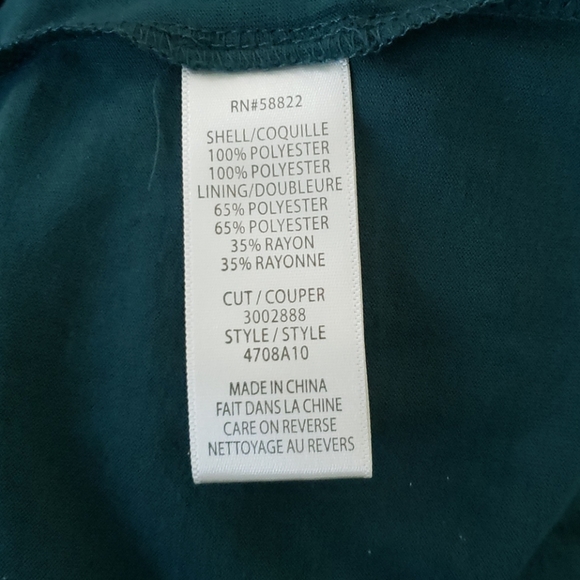 RN#58822
SHELL/COQUILLE
100% POLYESTER
100% POLYESTER
LINING/DOUBLEURE
65% POLYESTER
65% POLYESTER
35% RAYON
35% RAYONNE
CUT / COUPER
3002888
STYLE / STYLE
4708A10
MADE IN CHINA
FAIT DANS LA CHINE
CARE ON REVERSE
NETTOYAGE AU REVERS